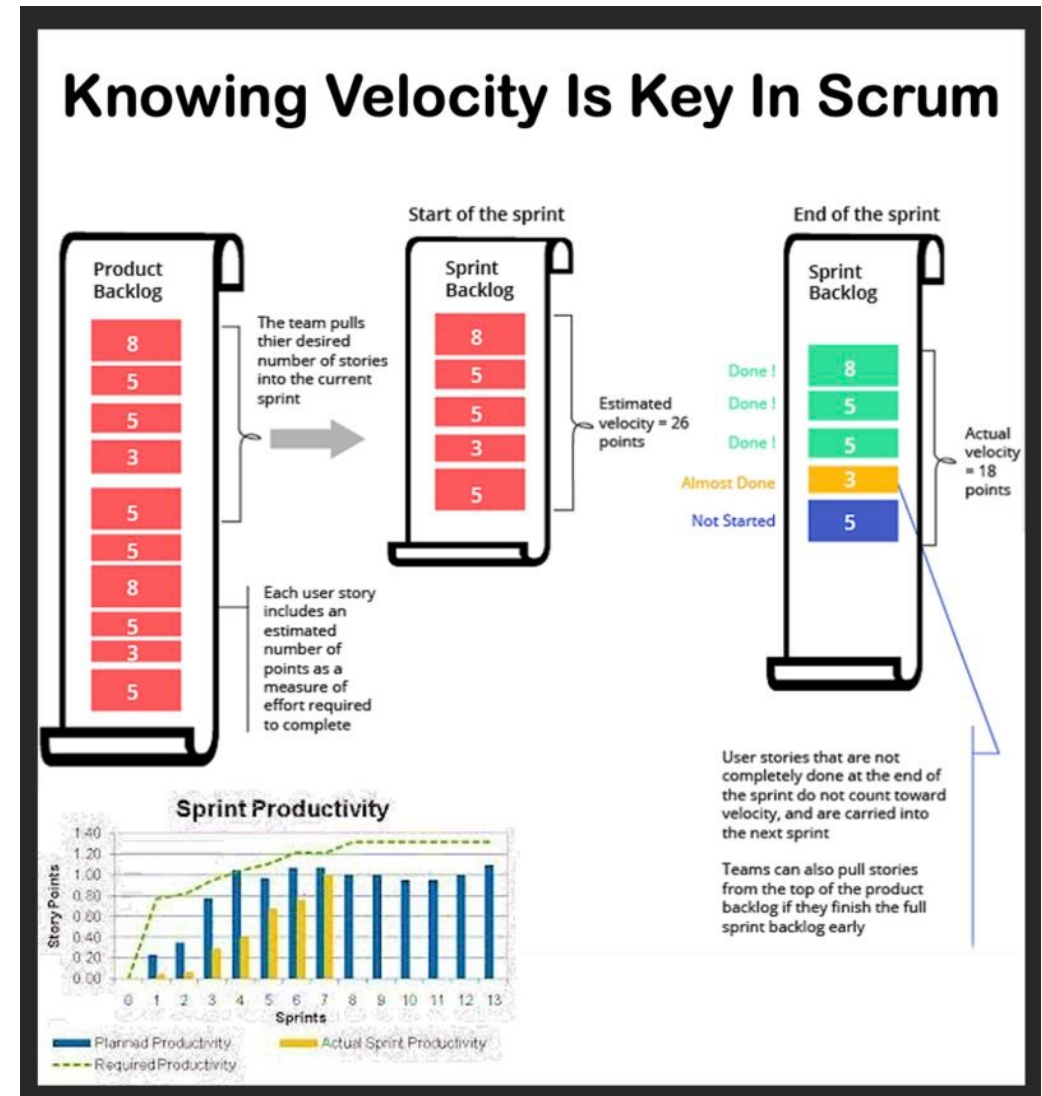 Knowing Velocity Is Key In Scrum
Product
Backlog
8
5
5
3
5
5
8
5
3
5
The team pulls
thier desired
number of stories
into the current
sprint
Each user story
includes an
estimated
number of
points as a
measure of
effort required
to complete
Start of the sprint
Sprint
Backlog
8
5
5
3
5
Estimated
velocity = 26
points
End of the sprint
Sprint
Backlog
Done !
8
Done !
5
Done !
5
Almost Done
3
Not Started
5
Actual
velocity
= 18
points
User stories that are not
completely done at the end of
the sprint do not count toward
velocity, and are carried into
the next sprint
Teams can also pull stories
from the top of the product
backlog if they finish the full
sprint backlog early
Sprint Productivity
Story Points
1.40
1.20
1.00
0.80
0.60
0.40
0.20
0.00
0 1 2 3 4 5 6 7 8 9 10 11 12 13
Sprints
Planned Productivity
Actual Sprint Productivity
Required Productivity